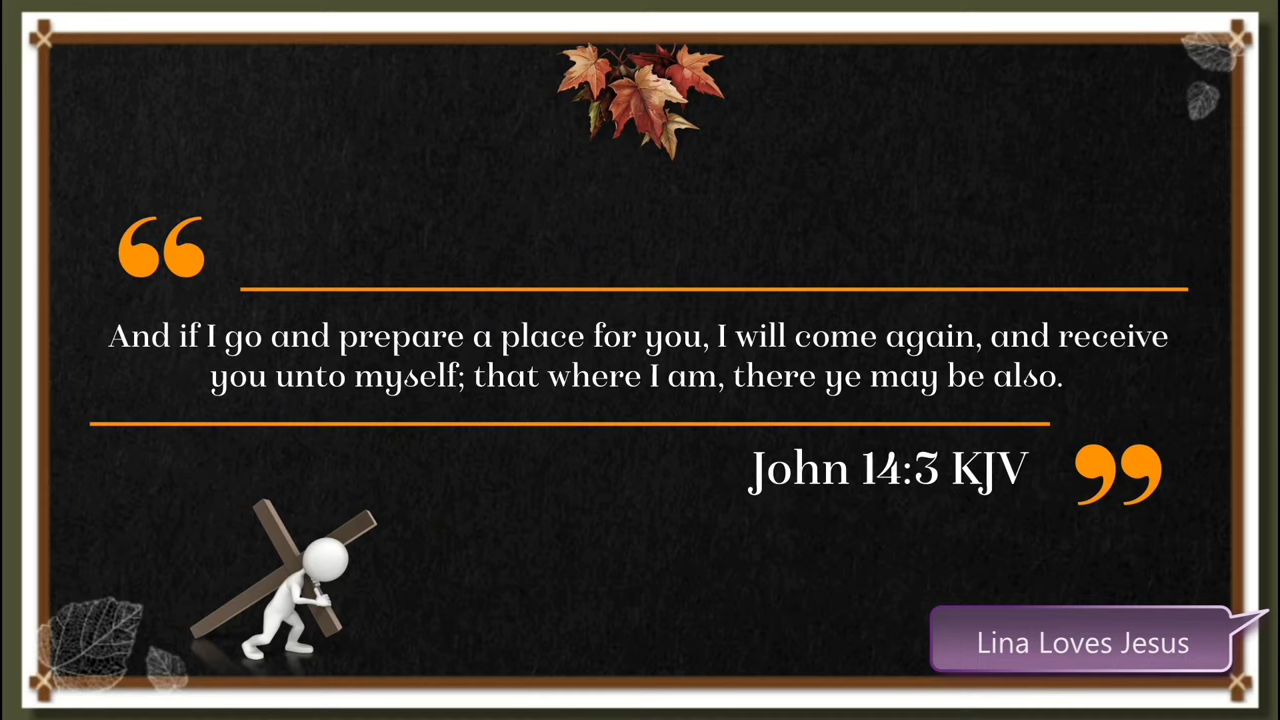 “
And if I go and prepare a place for you, I will come again, and receive
you unto myself; that where I am, there ye may be also.
John 14:3 KJV
”
Lina Loves Jesus